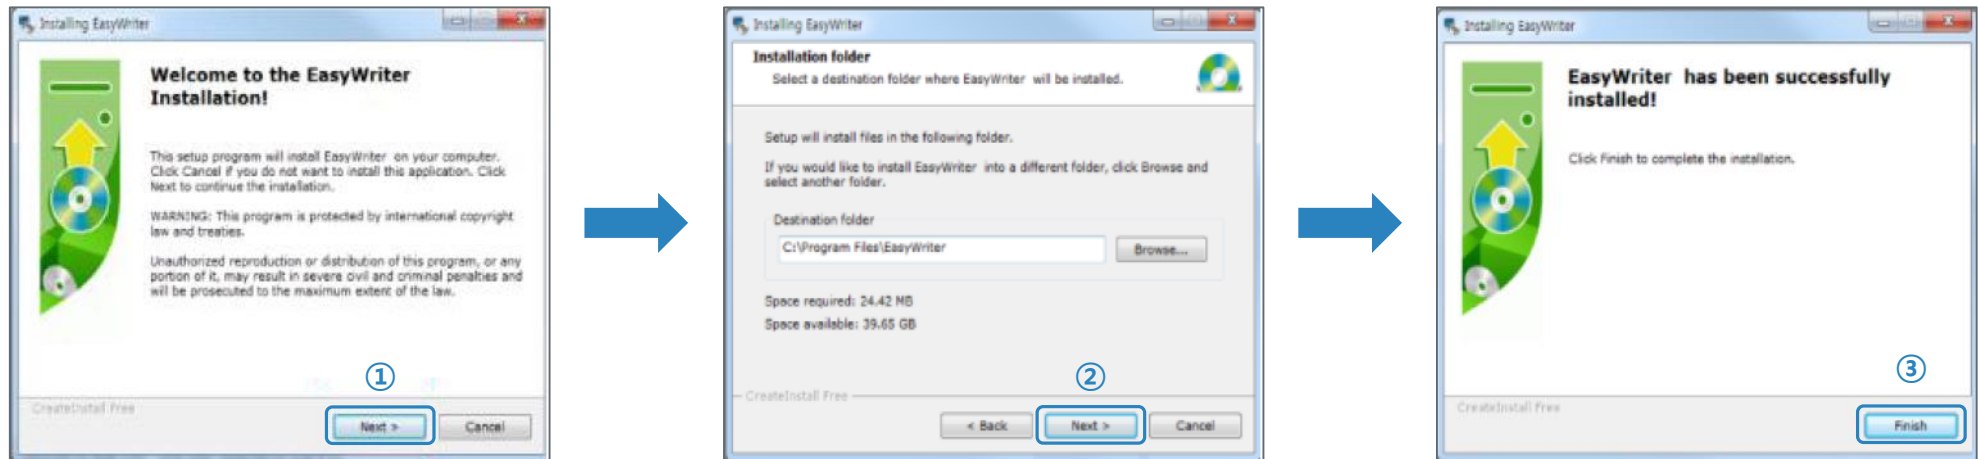 Installing EasyWriter
Welcome to the EasyWriter
Installation!
This setup program will install EasyWriter on your computer.
Click Cancel if you do not want to install this application. Click
Next to continue the installation.
WARNING: This program is protected by international copyright
law and treaties.
Unauthorized reproduction or distribution of this program, or any
portion of it, may result in severe civil and criminal penalties and
will be prosecuted to the maximum extent of the law.
①
CreateInstall Free
Next >
Cancel
Installing EasyWriter
Installation folder
Select a destination folder where EasyWriter will be installed.
Setup will install files in the following folder.
If you would like to install EasyWriter into a different folder, click Browse and
select another folder.
Destination folder
C:\Program Files\EasyWriter
Browse...
Space required: 24.42 MB
Space available: 39.65 GB
②
CreateInstall Free
< Back
Next >
Cancel
Installing EasyWriter
EasyWriter has been successfully
installed!
Click Finish to complete the installation.
③
CreateInstall Free
Finish